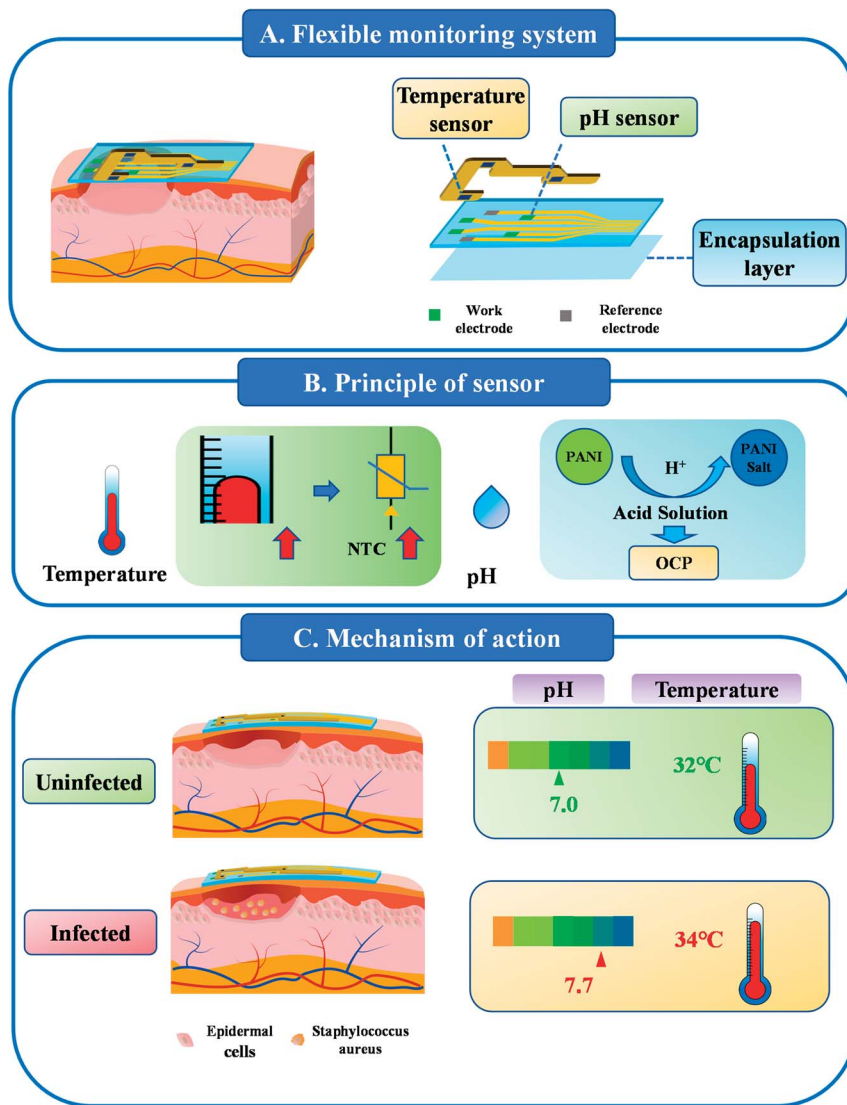 A. Flexible monitoring system
Temperature
sensor
pH sensor
Encapsulation
layer
Work
electrode
Reference
electrode
B. Principle of sensor
Temperature
NTC
pH
PANI
H⁺
PANI
Salt
Acid Solution
OCP
C. Mechanism of action
pH
Temperature
Uninfected
7.0
32℃
Infected
7.7
34℃
Epidermal
cells
Staphylococcus
aureus